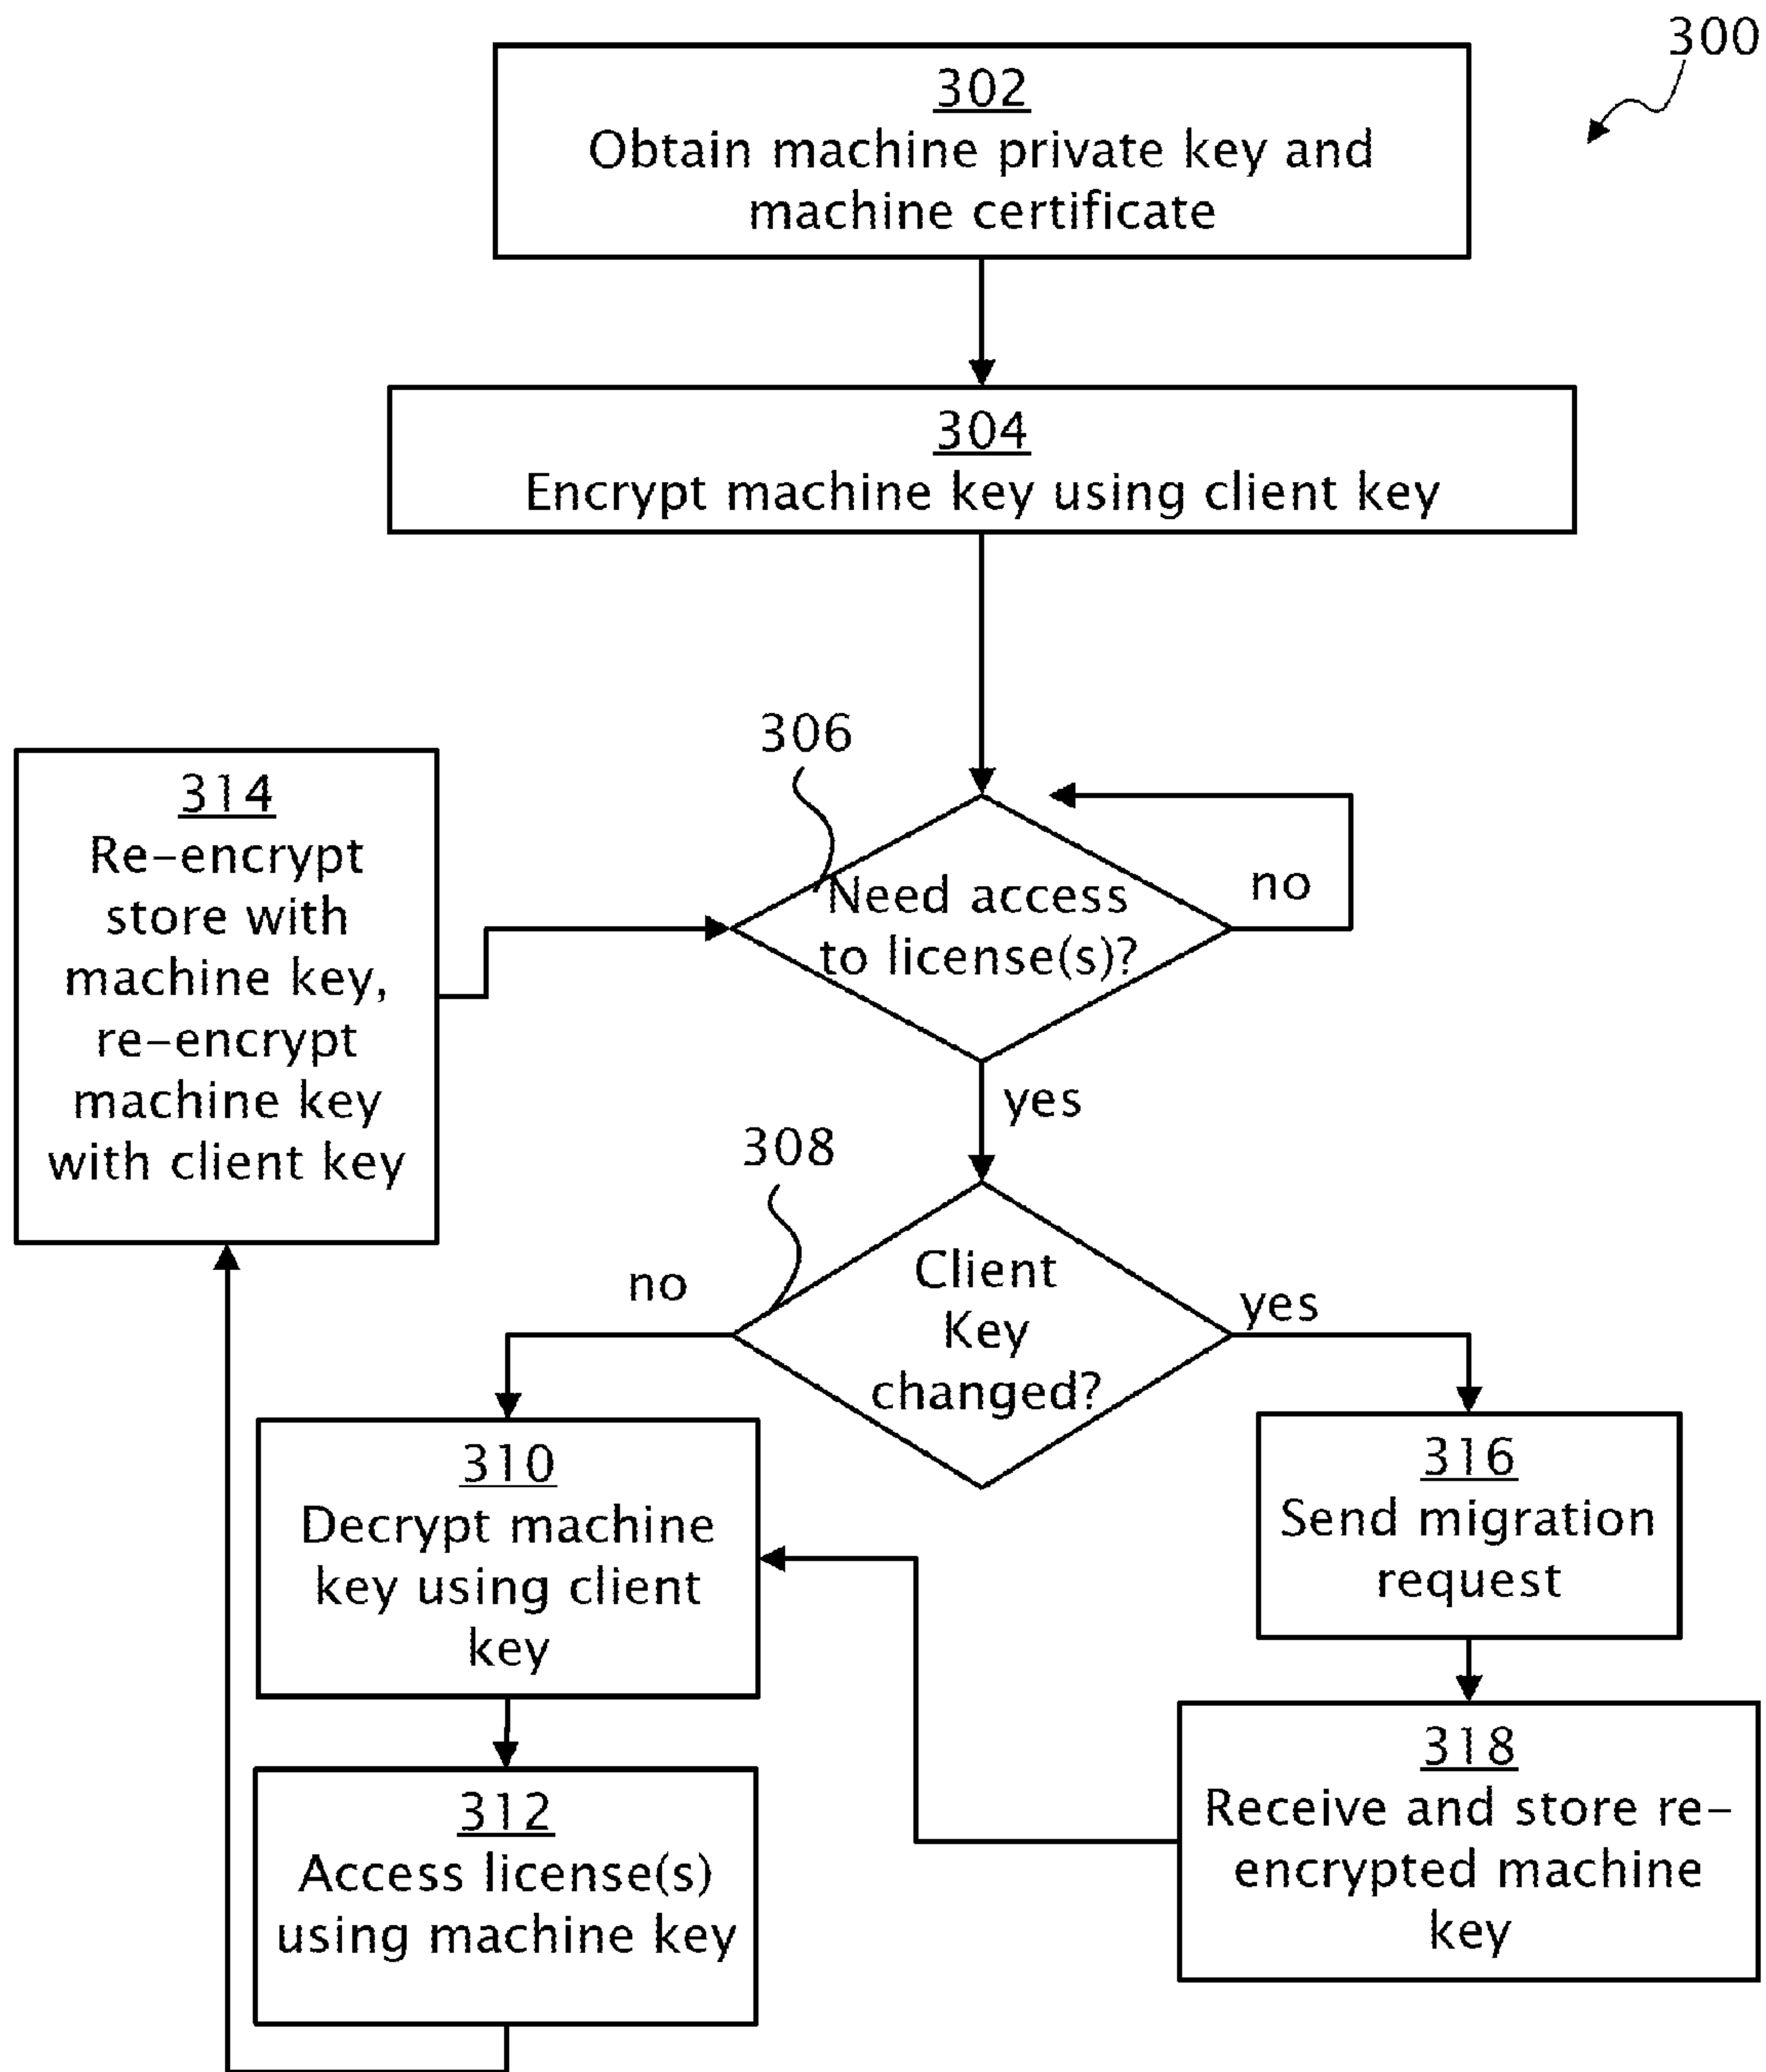 300
302
Obtain machine private key and
machine certificate
304
Encrypt machine key using client key
306
Need access
to license(s)?
no
yes
314
Re-encrypt
store with
machine key,
re-encrypt
machine key
with client key
308
Client
Key
changed?
no
yes
310
Decrypt machine
key using client
key
312
Access license(s)
using machine key
316
Send migration
request
318
Receive and store re-
encrypted machine
key